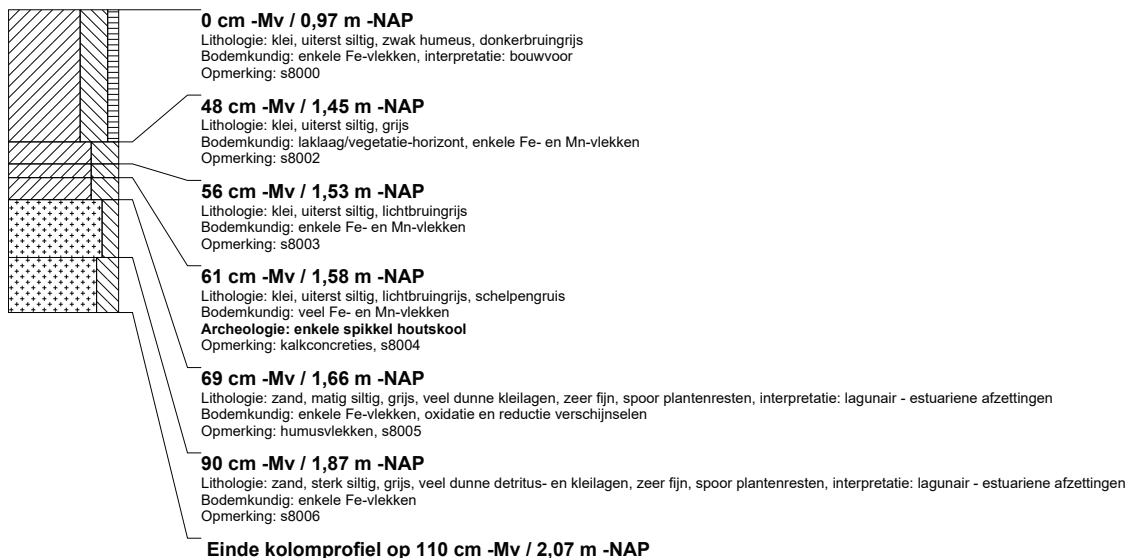 0 cm -Mv / 0,97 m -NAP
Lithologie: klei, uiterst siltig, zwak humeus, donkerbruingrijs
Bodemkundig: enkele Fe-vlekken, interpretatie: bouwvoor
Opmerking: s8000
48 cm -Mv / 1,45 m -NAP
Lithologie: klei, uiterst siltig, grijs
Bodemkundig: laklaag/vegetatie-horizont, enkele Fe- en Mn-vlekken
Opmerking: s8002
56 cm -Mv / 1,53 m -NAP
Lithologie: klei, uiterst siltig, lichtbruingrijs
Bodemkundig: enkele Fe- en Mn-vlekken
Opmerking: s8003
61 cm -Mv / 1,58 m -NAP
Lithologie: klei, uiterst siltig, lichtbruingrijs, schelpengruis
Bodemkundig: veel Fe- en Mn-vlekken
Archeologie: enkele spikkel houtskool
Opmerking: kalkconcreties, s8004
69 cm -Mv / 1,66 m -NAP
Lithologie: zand, matig siltig, grijs, veel dunne kleilagen, zeer fijn, spoor plantenresten, interpretatie: lagunair - estuariene afzettingen
Bodemkundig: enkele Fe-vlekken, oxidatie en reductie verschijnselen
Opmerking: humusvlekken, s8005
90 cm -Mv / 1,87 m -NAP
Lithologie: zand, sterk siltig, grijs, veel dunne detritus- en kleilagen, zeer fijn, spoor plantenresten, interpretatie: lagunair - estuariene afzettingen
Bodemkundig: enkele Fe-vlekken
Opmerking: s8006
Einde kolomprofiel op 110 cm -Mv / 2,07 m -NAP